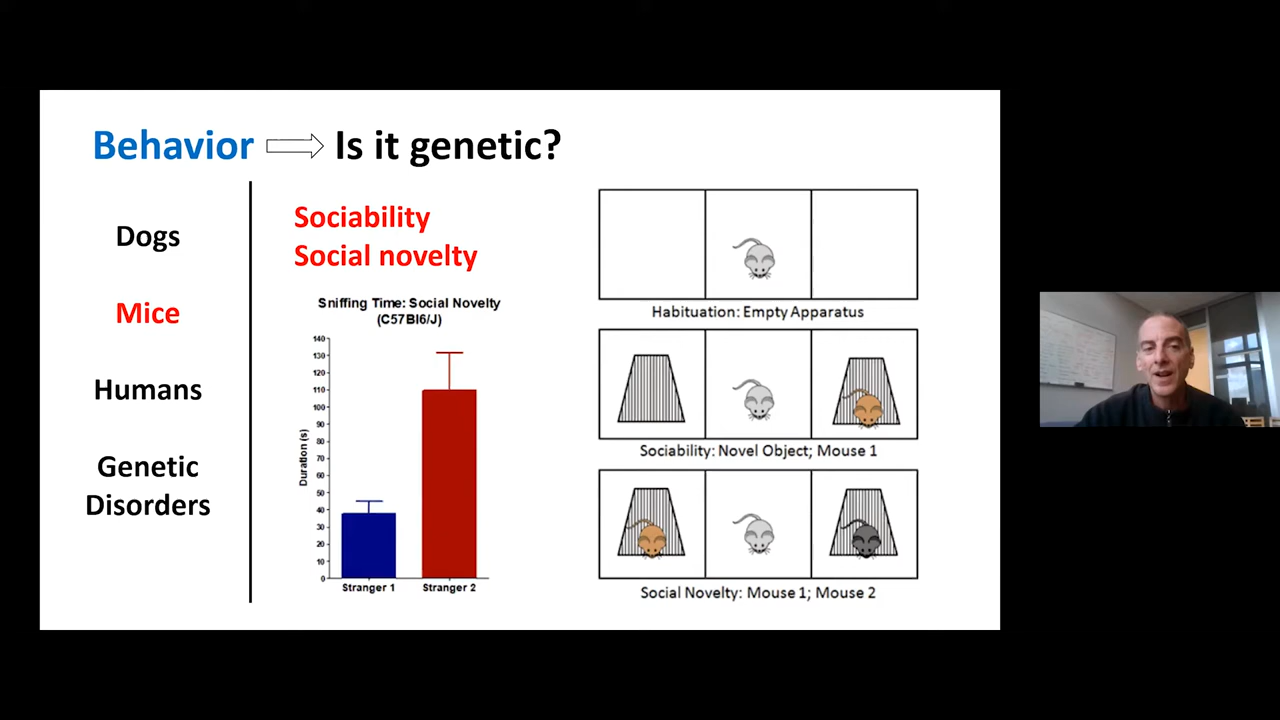 Behavior Is it genetic?
Dogs
Mice
Humans
Genetic
Disorders
Sociability
Social novelty
Sniffing Time: Social Novelty
(C57Bl6/J)
Duration (s)
140
130
120
110
100
90
80
70
60
50
40
30
20
10
0
Stranger 1 Stranger 2
Habituation: Empty Apparatus
Sociability: Novel Object; Mouse 1
Social Novelty: Mouse 1; Mouse 2